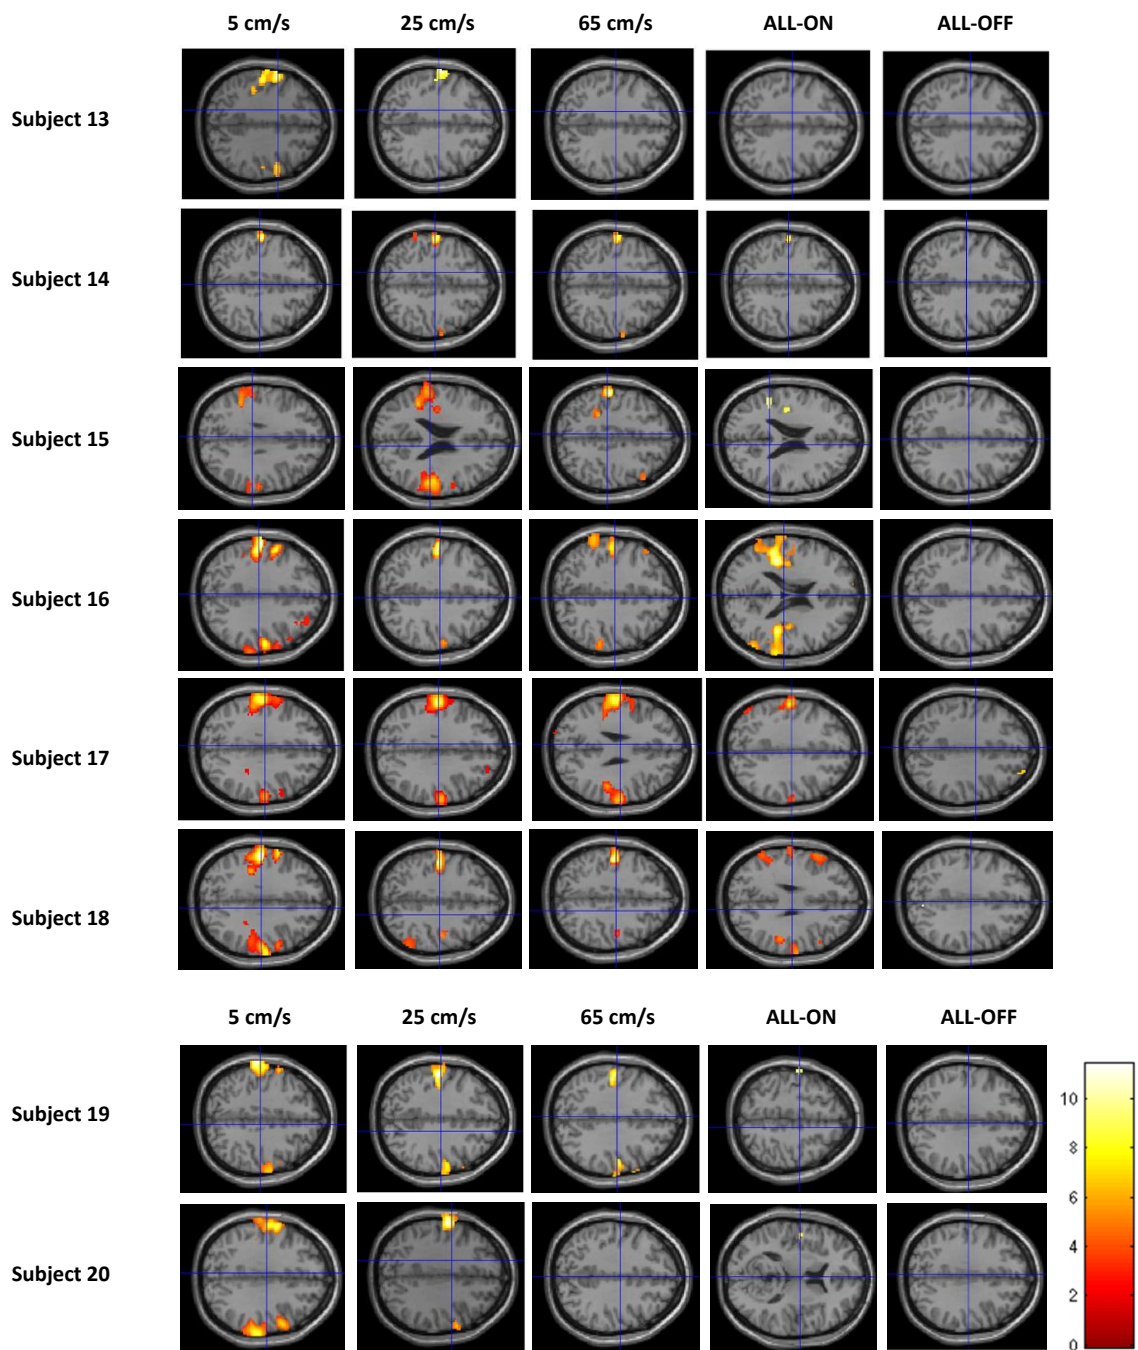 5 cm/s 25 cm/s 65 cm/s ALL-ON ALL-OFF
Subject 13
Subject 14
Subject 15
Subject 16
Subject 17
Subject 18
5 cm/s 25 cm/s 65 cm/s ALL-ON ALL-OFF
Subject 19
10
8
6
4
2
0
Subject 20